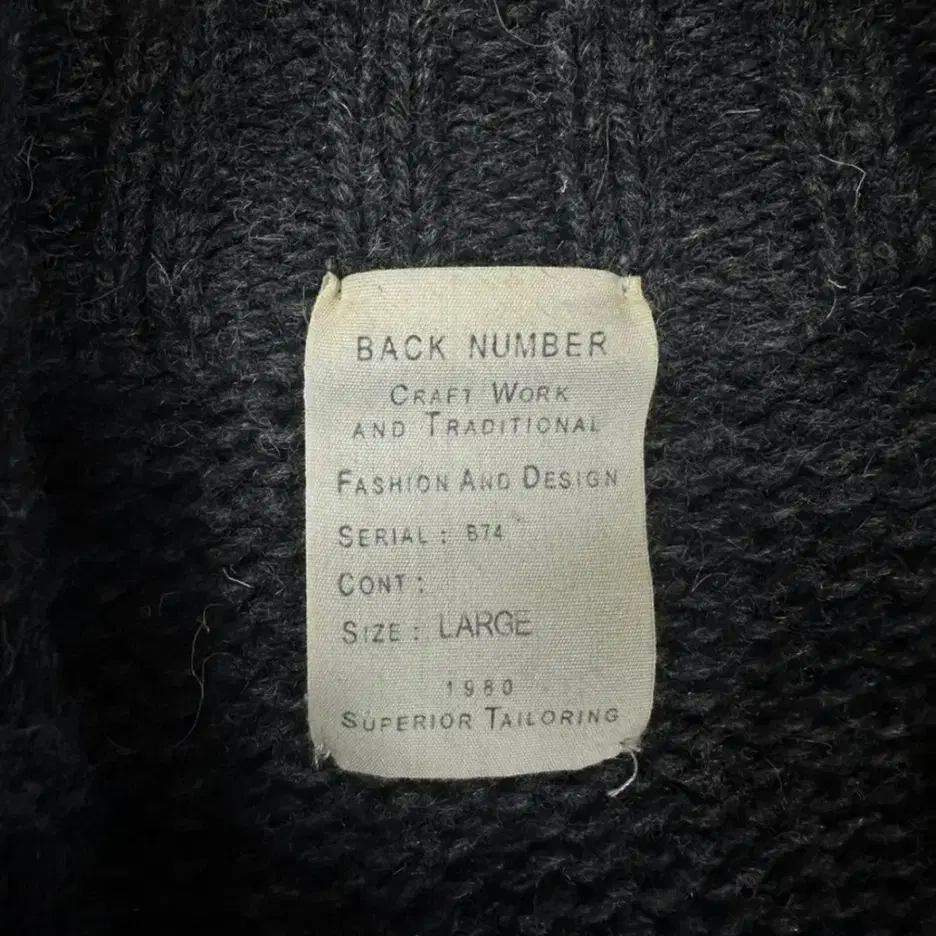 BACK NUMBER
CRAFT WORK
AND TRADITIONAL
FASHION AND DESIGN
SERIAL : B74
CONT :
SIZE : LARGE
1980
SUPERIOR TAILORING